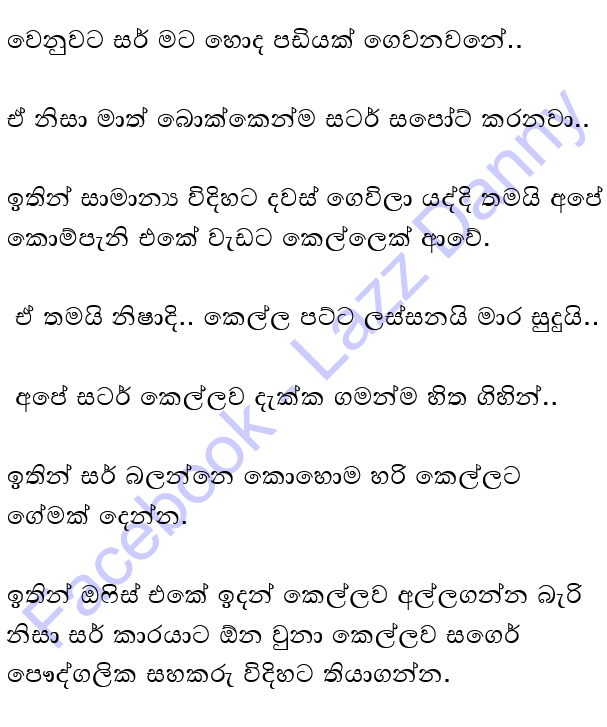 වෙනුවට සර් මට හොද පඩියක් ගෙවනවනේ..
ඒ නිසා මාත් බොක්කෙන්ම සටර් සපෝට් කරනවා..
ඉතින් සාමාන්‍ය විදිහට දවස් ගෙවිලා යද්දි තමයි අපේ
කොම්පැනි එකේ වැඩට කෙල්ලෙක් ආවේ.
ඒ තමයි නිෂාදි.. කෙල්ල පට්ට ලස්සනයි මාර සුදුයි..
අපේ සටර් කෙල්ලව දැක්ක ගමන්ම හිත ගිහින්..
ඉතින් සර් බලන්නෙ කොහොම හරි කෙල්ලට
ගේමක් දෙන්න.
ඉතින් ඔෆිස් එකේ ඉදන් කෙල්ලව අල්ලගන්න බැරි
නිසා සර් කාරයාට ඕන වුනා කෙල්ලව සගෙර්
පෞද්ගලික සහකරු විදිහට තියාගන්න.
Facebook - Lazz Danny